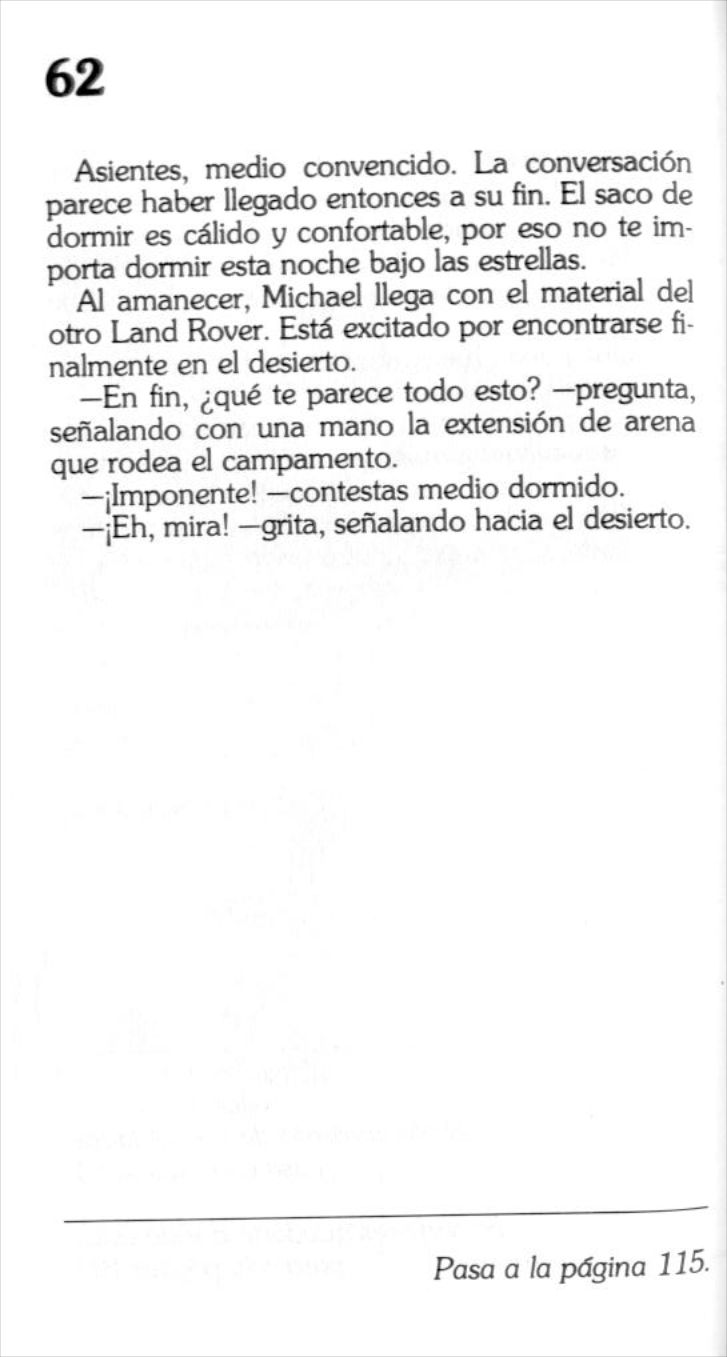 62
Asientes, medio convencido. La conversación
parece haber llegado entonces a su fin. El saco de
dormir es cálido y confortable, por eso no te im-
porta dormir esta noche bajo las estrellas.
Al amanecer, Michael llega con el material del
otro Land Rover. Está excitado por encontrarse fi-
nalmente en el desierto.
—En fin, ¿qué te parece todo esto? —pregunta,
señalando con una mano la extensión de arena
que rodea el campamento.
—¡Imponente! —contestas medio dormido.
—¡Eh, mira! —grita, señalando hacia el desierto.
Pasa a la página 115.